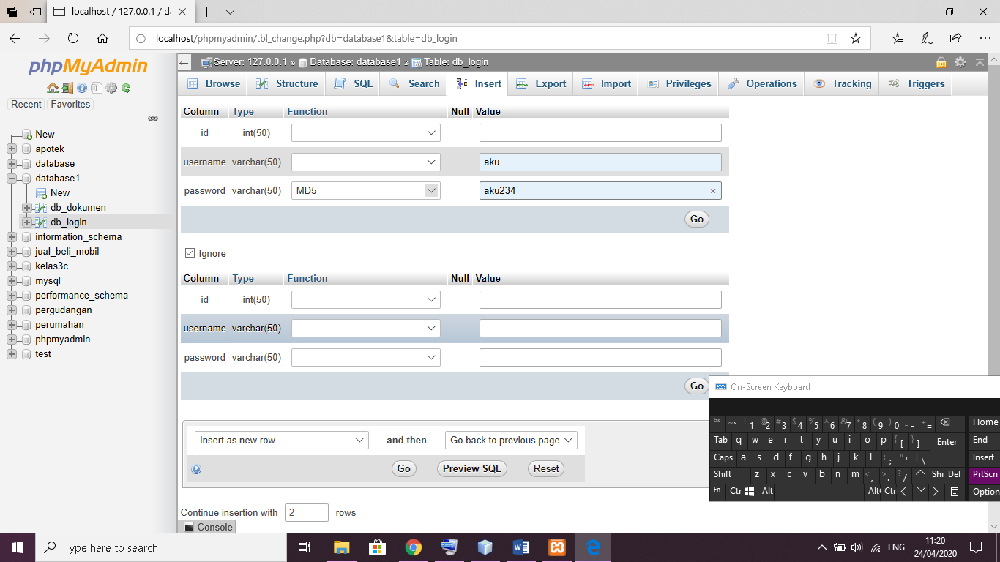 localhost / 127.0.0.1 / da
localhost/phpmyadmin/tbl_change.php?db=database1&table=db_login
phpMyAdmin
Recent Favorites
New
apotek
database
database1
New
db_dokumen
db_login
information_schema
jual_beli_mobil
kelas3c
mysql
performance_schema
pergudangan
perumahan
phpmyadmin
test
Server: 127.0.0.1 » Database: database1 » Table: db_login
Browse Structure SQL Search Insert Export Import Privileges Operations Tracking Triggers
Column Type Function Null Value
id int(50)
username varchar(50) aku
password varchar(50) MD5 aku234
Go
Ignore
Column Type Function Null Value
id int(50)
username varchar(50)
password varchar(50)
Go
Insert as new row and then Go back to previous page
Go Preview SQL Reset
Continue insertion with 2 rows
Console
On-Screen Keyboard
Esc ~ ` ! 1 @ 2 # 3 $ 4 % 5 ^ 6 & 7 * 8 ( 9 ) 0 _ - + = Home
Tab q w e r t y u i o p { [ } ] Enter End
Caps a s d f g h j k l : ; " ' | \ Insert
Shift z x c v b n m < , > . ? / Shi Del PrtScn
Fn Ctr Alt Alt Ctr Option
Type here to search
ENG
11:20
24/04/2020